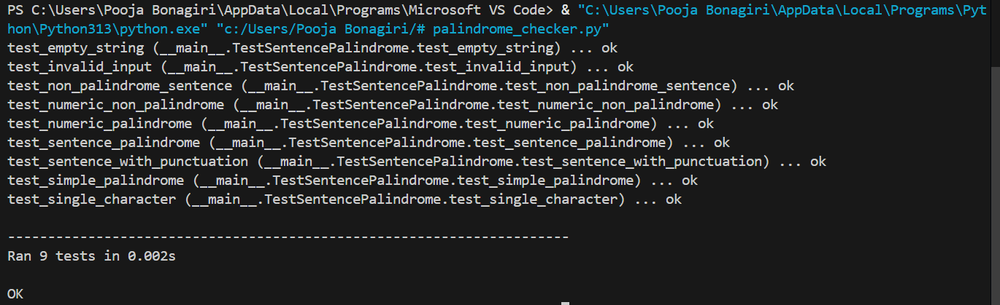 PS C:\Users\Pooja Bonagiri\AppData\Local\Programs\Microsoft VS Code> & "C:\Users\Pooja Bonagiri\AppData\Local\Programs\Pyt
hon\Python313\python.exe" "c:/Users/Pooja Bonagiri/# palindrome_checker.py"
test_empty_string (__main__.TestSentencePalindrome.test_empty_string) ... ok
test_invalid_input (__main__.TestSentencePalindrome.test_invalid_input) ... ok
test_non_palindrome_sentence (__main__.TestSentencePalindrome.test_non_palindrome_sentence) ... ok
test_numeric_non_palindrome (__main__.TestSentencePalindrome.test_numeric_non_palindrome) ... ok
test_numeric_palindrome (__main__.TestSentencePalindrome.test_numeric_palindrome) ... ok
test_sentence_palindrome (__main__.TestSentencePalindrome.test_sentence_palindrome) ... ok
test_sentence_with_punctuation (__main__.TestSentencePalindrome.test_sentence_with_punctuation) ... ok
test_simple_palindrome (__main__.TestSentencePalindrome.test_simple_palindrome) ... ok
test_single_character (__main__.TestSentencePalindrome.test_single_character) ... ok
----------------------------------------------------------------------
Ran 9 tests in 0.002s
OK